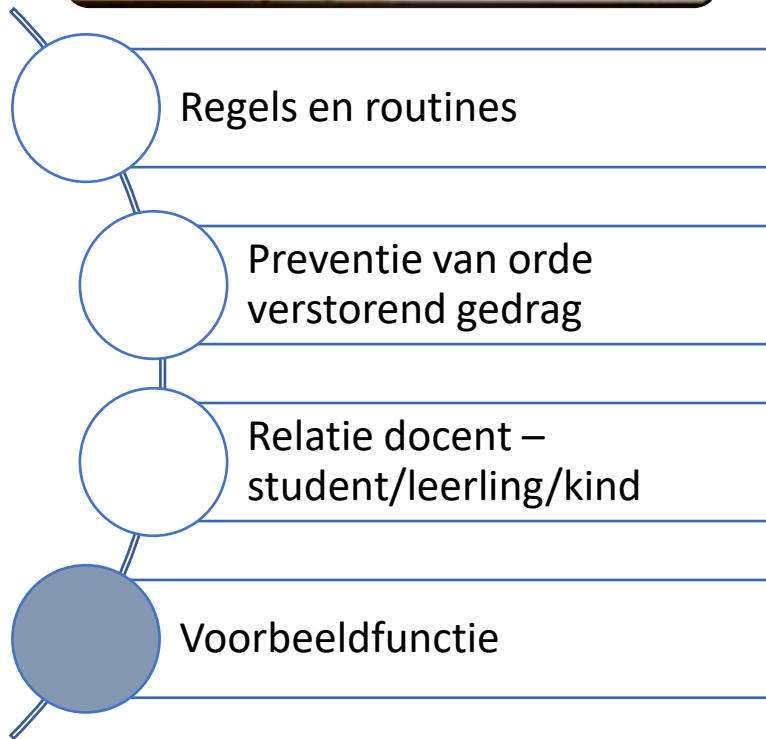 Regels en routines
Preventie van orde
verstorend gedrag
Relatie docent –
student/leerling/kind
Voorbeeldfunctie